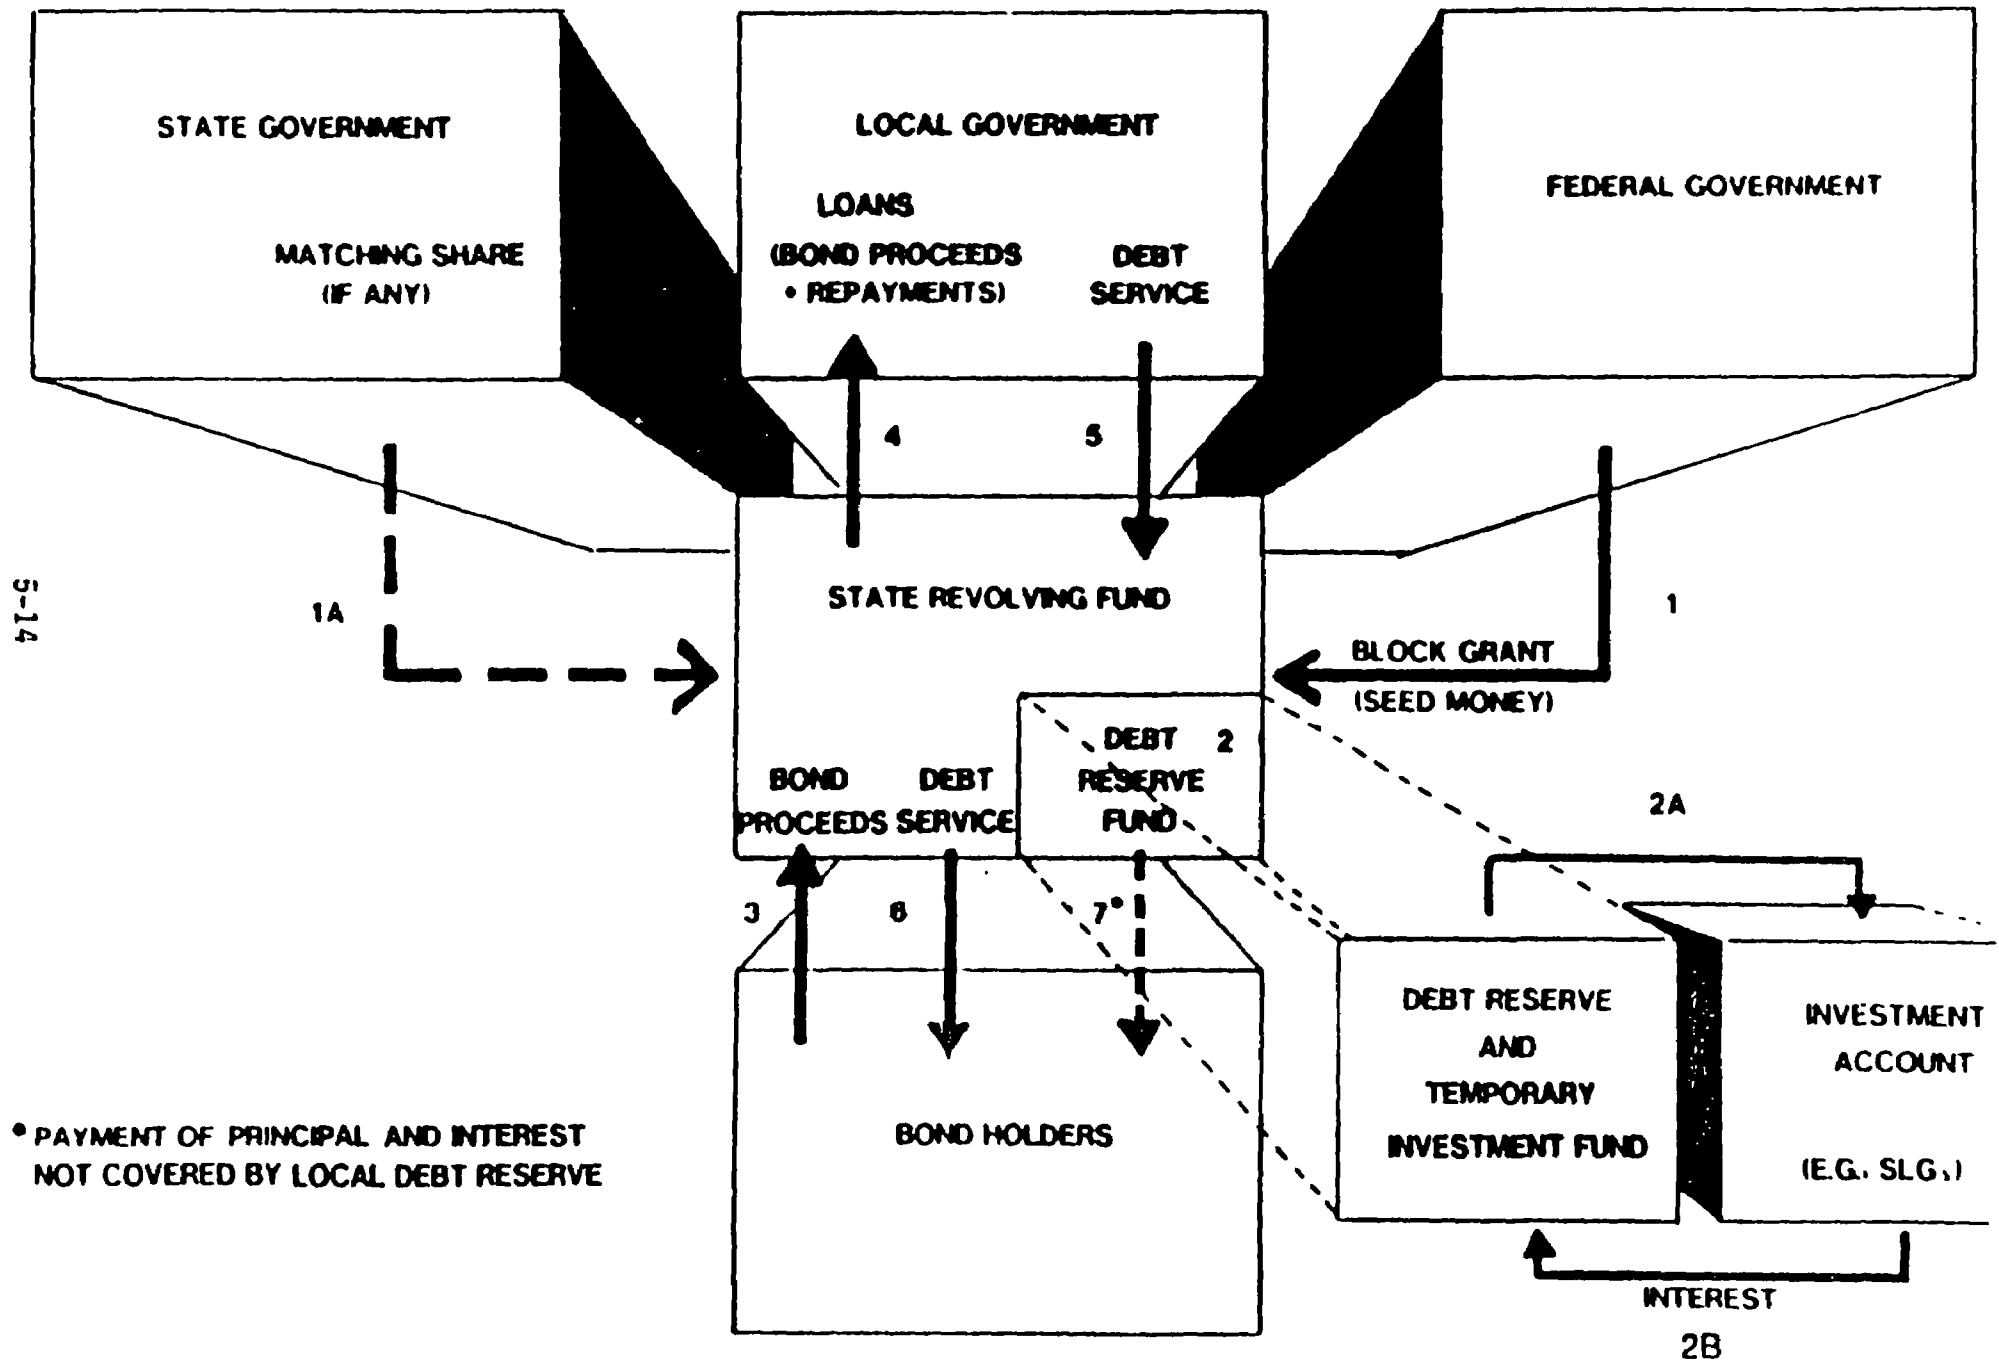 STATE GOVERNMENT
MATCHING SHARE
(IF ANY)
LOCAL GOVERNMENT
LOANS
(BOND PROCEEDS
• REPAYMENTS)
DEBT
SERVICE
FEDERAL GOVERNMENT
4
5
1A
1
STATE REVOLVING FUND
BLOCK GRANT
(SEED MONEY)
BOND
PROCEEDS
DEBT
SERVICE
DEBT
RESERVE
FUND
2
2A
3
6
7*
BOND HOLDERS
DEBT RESERVE
AND
TEMPORARY
INVESTMENT FUND
INVESTMENT
ACCOUNT
(E.G., SLG,)
INTEREST
2B
* PAYMENT OF PRINCIPAL AND INTEREST
NOT COVERED BY LOCAL DEBT RESERVE
5-14